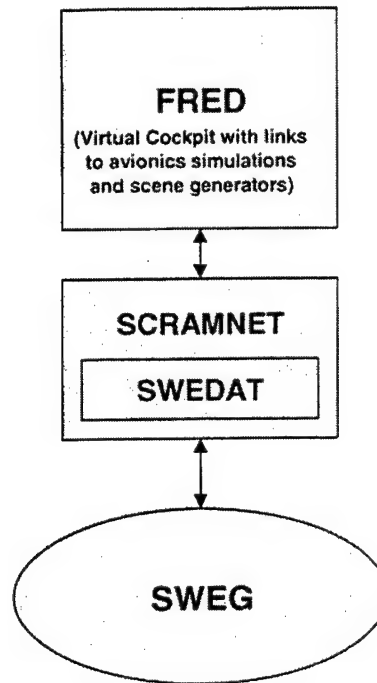 FRED
(Virtual Cockpit with links
to avionics simulations
and scene generators)
SCRAMNET
SWEDAT
SWEG